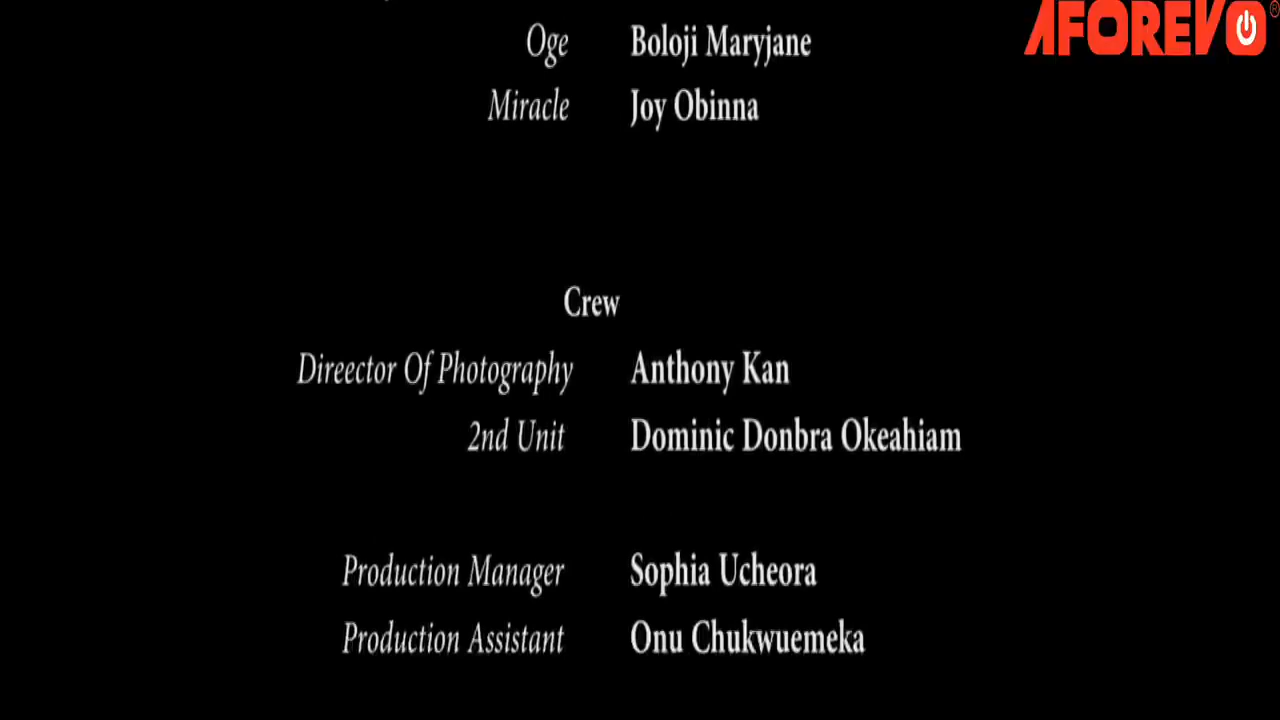 AFOREVO®
Oge Boloji Maryjane
Miracle Joy Obinna
Crew
Direector Of Photography Anthony Kan
2nd Unit Dominic Donbra Okeahiam
Production Manager Sophia Ucheora
Production Assistant Onu Chukwuemeka